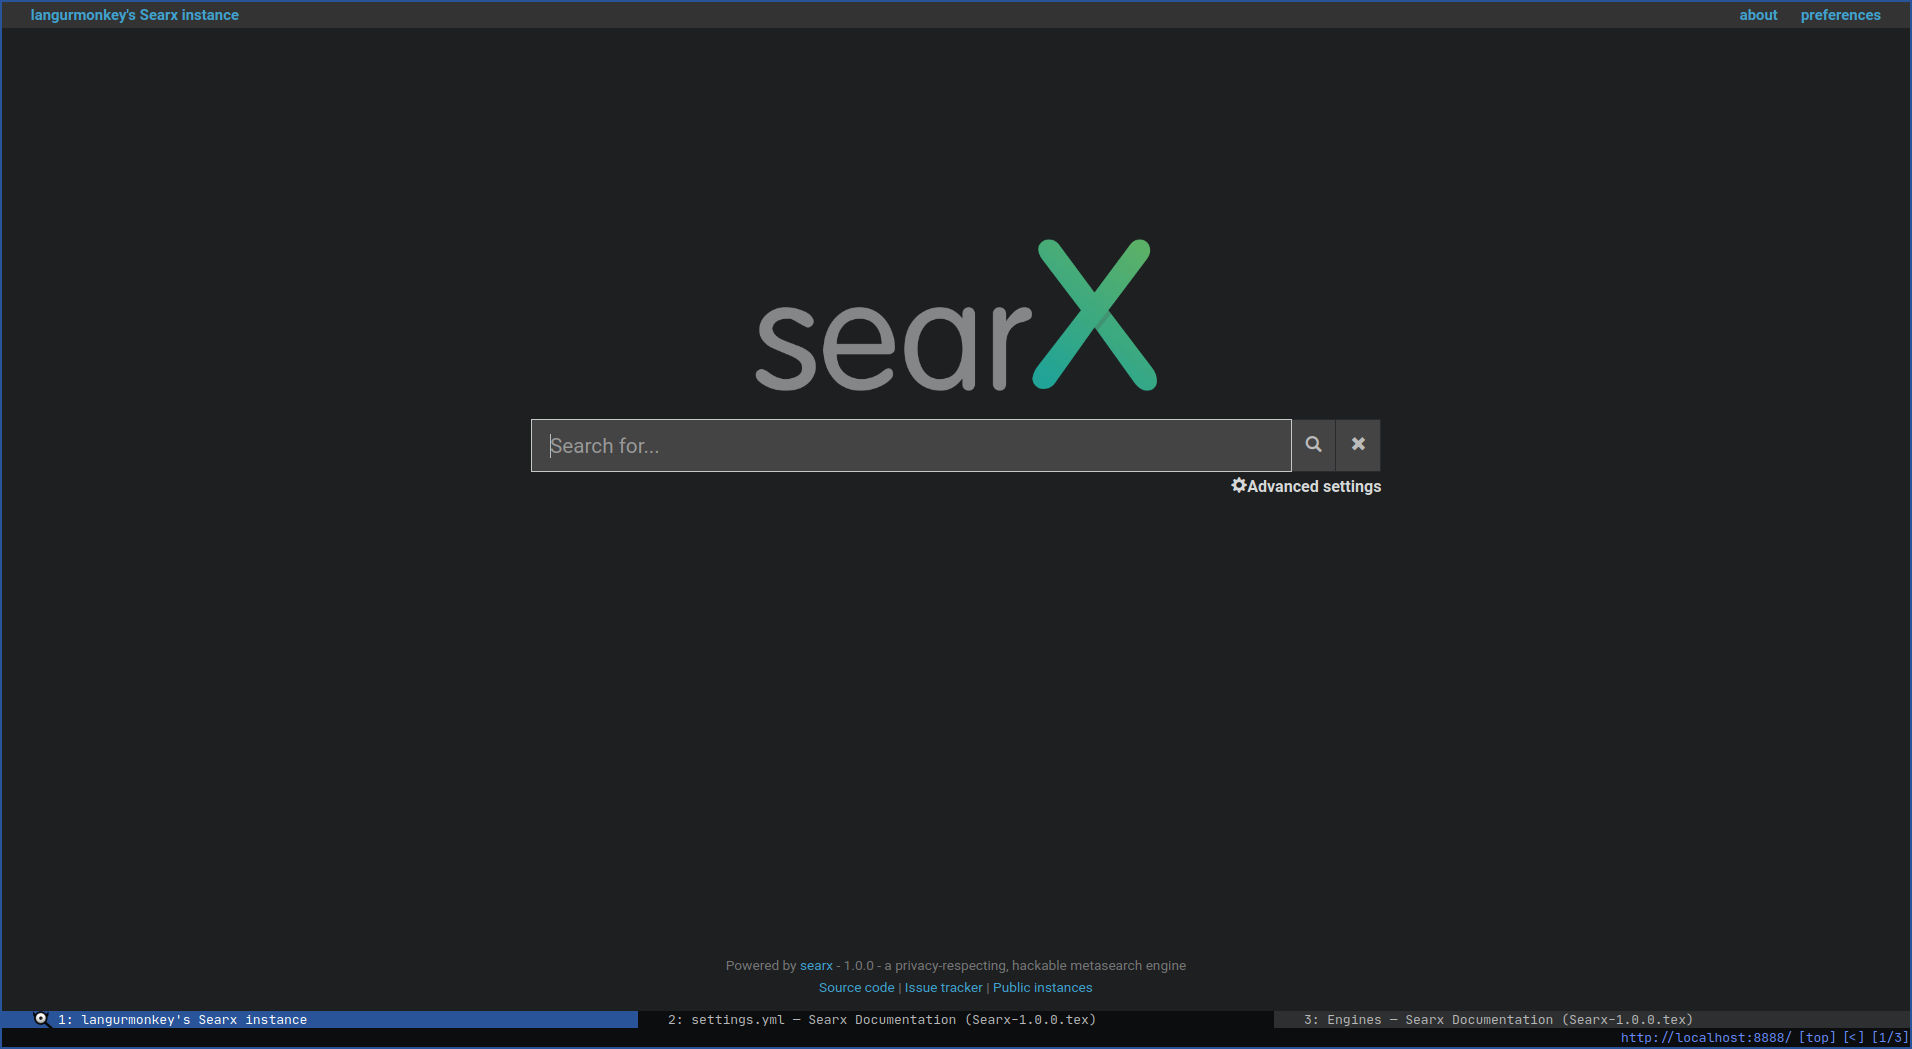 langurmonkey's Searx instance about preferences
searX
Search for...
Advanced settings
Powered by searx - 1.0.0 - a privacy-respecting, hackable metasearch engine
Source code | Issue tracker | Public instances
1: langurmonkey's Searx instance 2: settings.yml — Searx Documentation (Searx-1.0.0.tex) 3: Engines — Searx Documentation (Searx-1.0.0.tex)
http://localhost:8888/ [top] [<] [1/3]